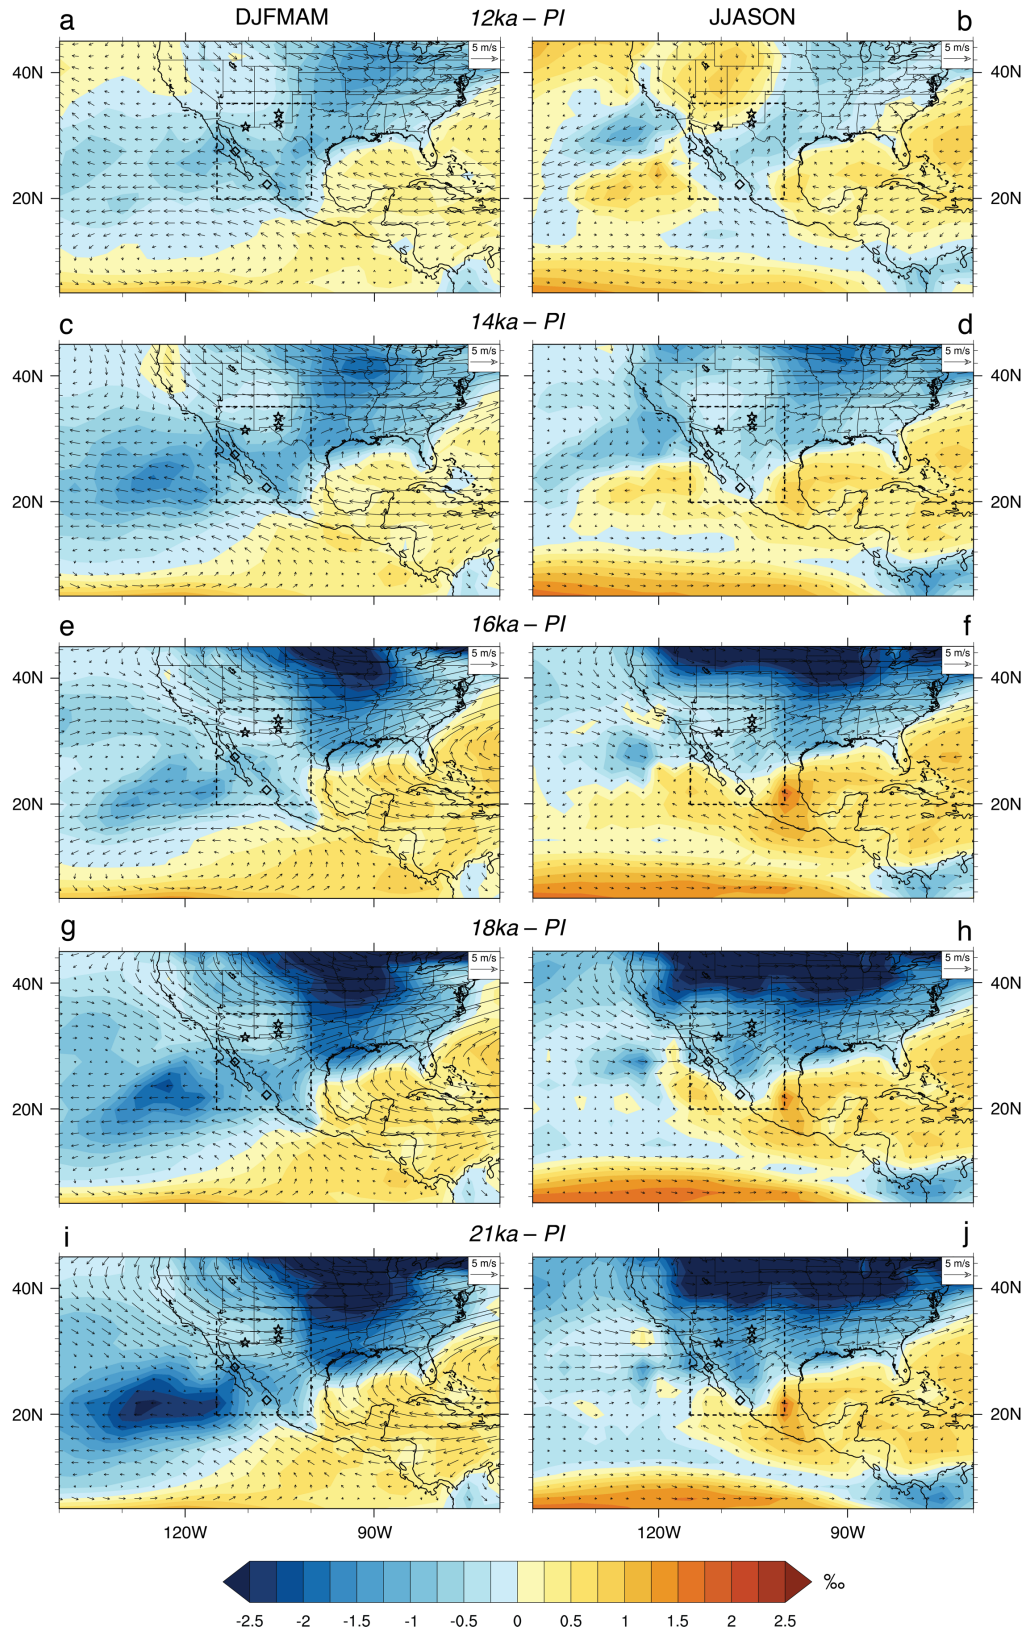 DJFMAM 12ka – PI JJASON
a b
5 m/s 5 m/s
40N 40N
20N 20N
14ka – PI
c d
5 m/s 5 m/s
40N 40N
20N 20N
16ka – PI
e f
5 m/s 5 m/s
40N 40N
20N 20N
18ka – PI
g h
5 m/s 5 m/s
40N 40N
20N 20N
21ka – PI
i j
5 m/s 5 m/s
40N 40N
20N 20N
120W 90W 120W 90W
-2.5 -2 -1.5 -1 -0.5 0 0.5 1 1.5 2 2.5 ‰